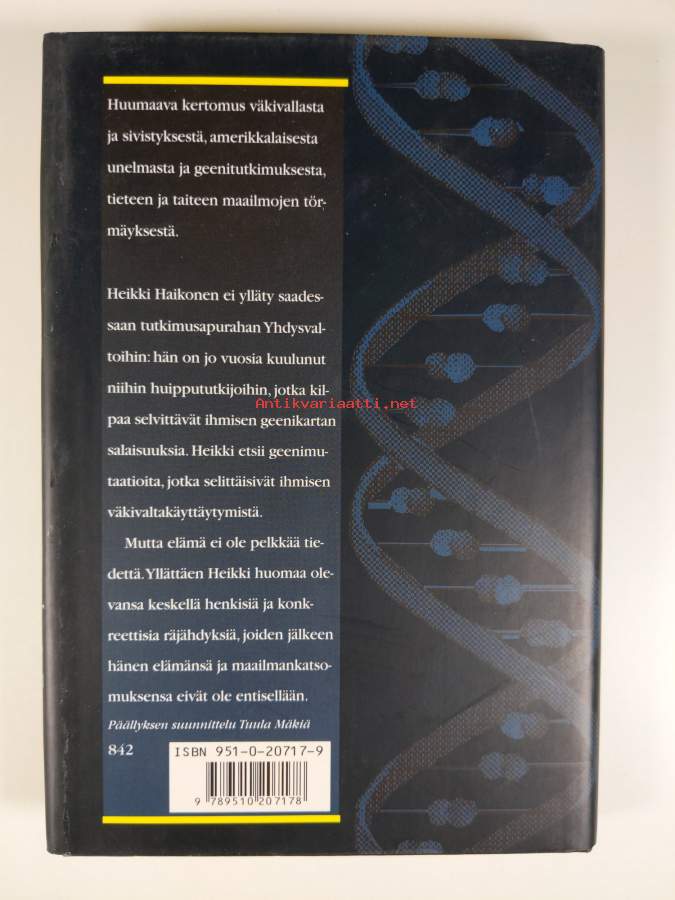 Huumaava kertomus väkivallasta
ja sivistyksestä, amerikkalaisesta
unelmasta ja geenitutkimuksesta,
tieteen ja taiteen maailmojen tör-
mäyksestä.
Heikki Haikonen ei ylläty saades-
saan tutkimusapurahan Yhdysval-
toihin: hän on jo vuosia kuulunut
niihin huippututkijoihin, jotka kil-
paa selvittävät ihmisen geenikartan
salaisuuksia. Heikki etsii geenimu-
taatioita, jotka selittäisivät ihmisen
väkivaltakäyttäytymistä.
Mutta elämä ei ole pelkkää tie-
dettä. Yllättäen Heikki huomaa ole-
vansa keskellä henkisiä ja konk-
reettisia räjähdyksiä, joiden jälkeen
hänen elämänsä ja maailmankatso-
muksensa eivät ole entisellään.
Päällyksen suunnittelu Tuula Mäkiä
842
ISBN 951-0-20717-9
9 789510 207178
Antikvariaatti.net